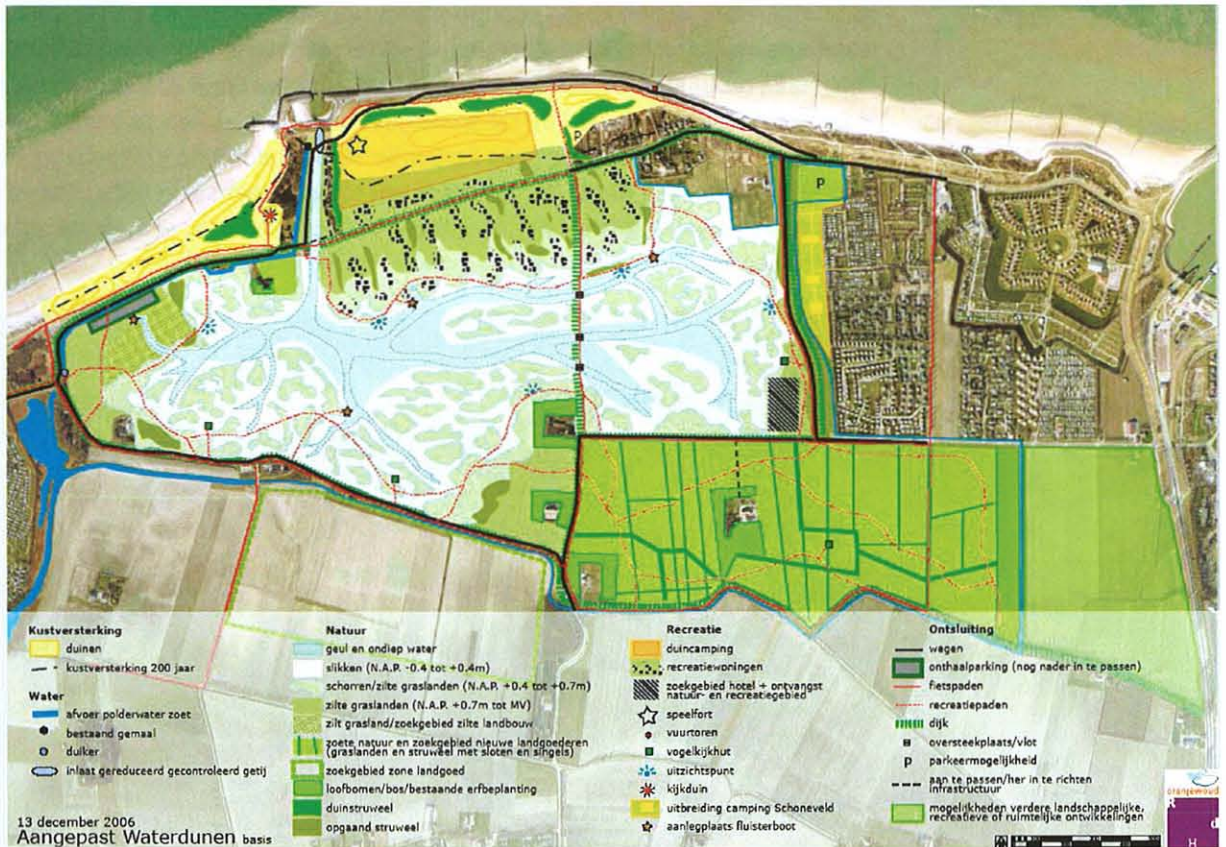 P
P
Kustversterking
duinen
kustversterking 200 jaar
Water
afvoer polderwater zoet
bestaand gemaal
duiker
inlaat gereduceerd gecontroleerd getij
13 december 2006
Aangepast Waterdunen basis
Natuur
geul en ondiep water
slikken (N.A.P. -0.4 tot +0.4m)
schorren/zilte graslanden (N.A.P. +0.4 tot +0.7m)
zilte graslanden (N.A.P. +0.7m tot MV)
zilt grasland/zoekgebied zilte landbouw
zoete natuur en zoekgebied nieuwe landgoederen
(graslanden en struweel met sloten en singels)
zoekgebied zone landgoed
loofbomen/bos/bestaande erfbeplanting
duinstruweel
opgaand struweel
Recreatie
duincamping
recreatiewoningen
zoekgebied hotel + ontvangst
natuur- en recreatiegebied
speelfort
vuurtoren
vogelkijkhut
uitzichtspunt
kijkduin
uitbreiding camping Schoneveld
aanlegplaats fluisterboot
Ontsluiting
wegen
onthaalparking (nog nader in te passen)
fietspaden
recreatiepaden
dijk
oversteekplaats/vlot
P parkeermogelijkheid
aan te passen/her in te richten
infrastructuur
mogelijkheden verdere landschappelijke,
recreatieve of ruimtelijke ontwikkelingen
oranjewoud
R
d
H